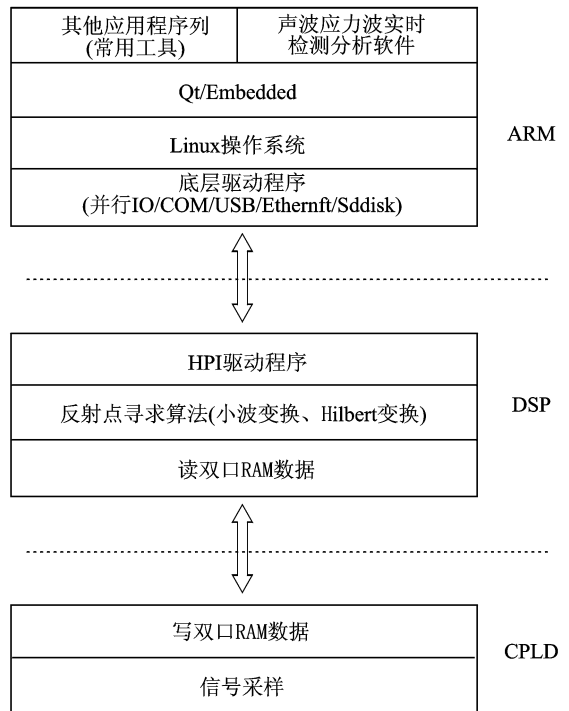 其他应用程序列
(常用工具)
声波应力波实时
检测分析软件
Qt/Embedded
Linux操作系统
底层驱动程序
(并行IO/COM/USB/Ethernft/Sddisk)
ARM
HPI驱动程序
反射点寻求算法(小波变换、Hilbert变换)
读双口RAM数据
DSP
写双口RAM数据
信号采样
CPLD